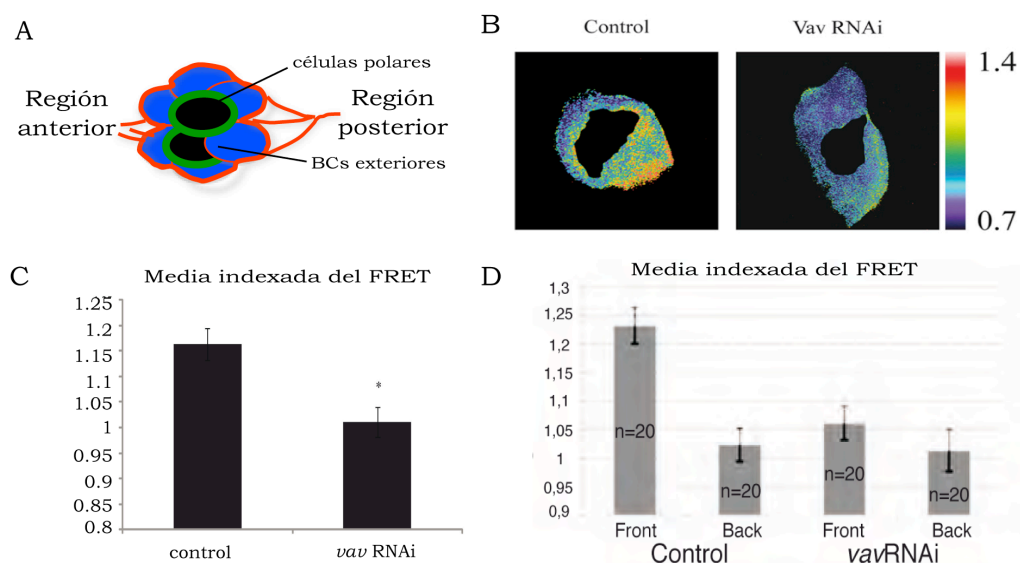 A
células polares
Región
anterior
Región
posterior
BCs exteriores
B
Control
Vav RNAi
1.4
0.7
C
Media indexada del FRET
1.25
1.2
1.15
1.1
1.05
1
0.95
0.9
0.85
0.8
*
control
vav RNAi
D
Media indexada del FRET
1,3
1,25
1,2
1,15
1,1
1,05
1
0,95
0,9
n=20
n=20
n=20
n=20
Front
Back
Front
Back
Control
vavRNAi